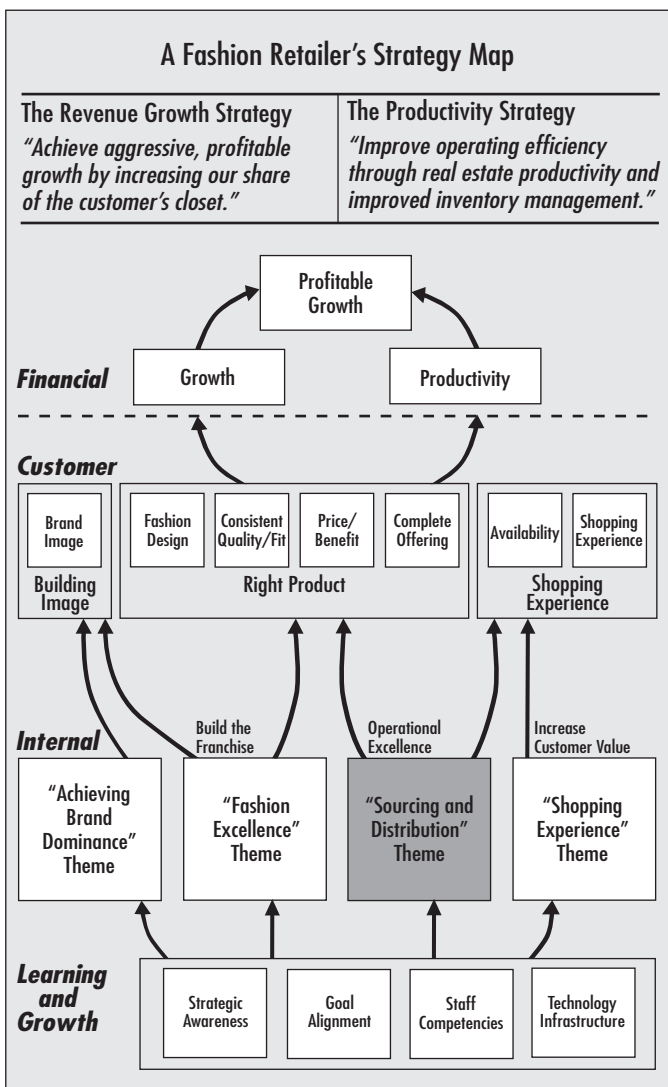 A Fashion Retailer’s Strategy Map
The Revenue Growth Strategy
“Achieve aggressive, profitable
growth by increasing our share
of the customer’s closet.”
The Productivity Strategy
“Improve operating efficiency
through real estate productivity and
improved inventory management.”
Profitable
Growth
Financial
Growth
Productivity
Customer
Brand
Image
Building
Image
Fashion
Design
Consistent
Quality/Fit
Price/
Benefit
Complete
Offering
Right Product
Availability
Shopping
Experience
Shopping
Experience
Internal
Build the
Franchise
Operational
Excellence
Increase
Customer Value
“Achieving
Brand
Dominance”
Theme
“Fashion
Excellence”
Theme
“Sourcing and
Distribution”
Theme
“Shopping
Experience”
Theme
Learning
and
Growth
Strategic
Awareness
Goal
Alignment
Staff
Competencies
Technology
Infrastructure